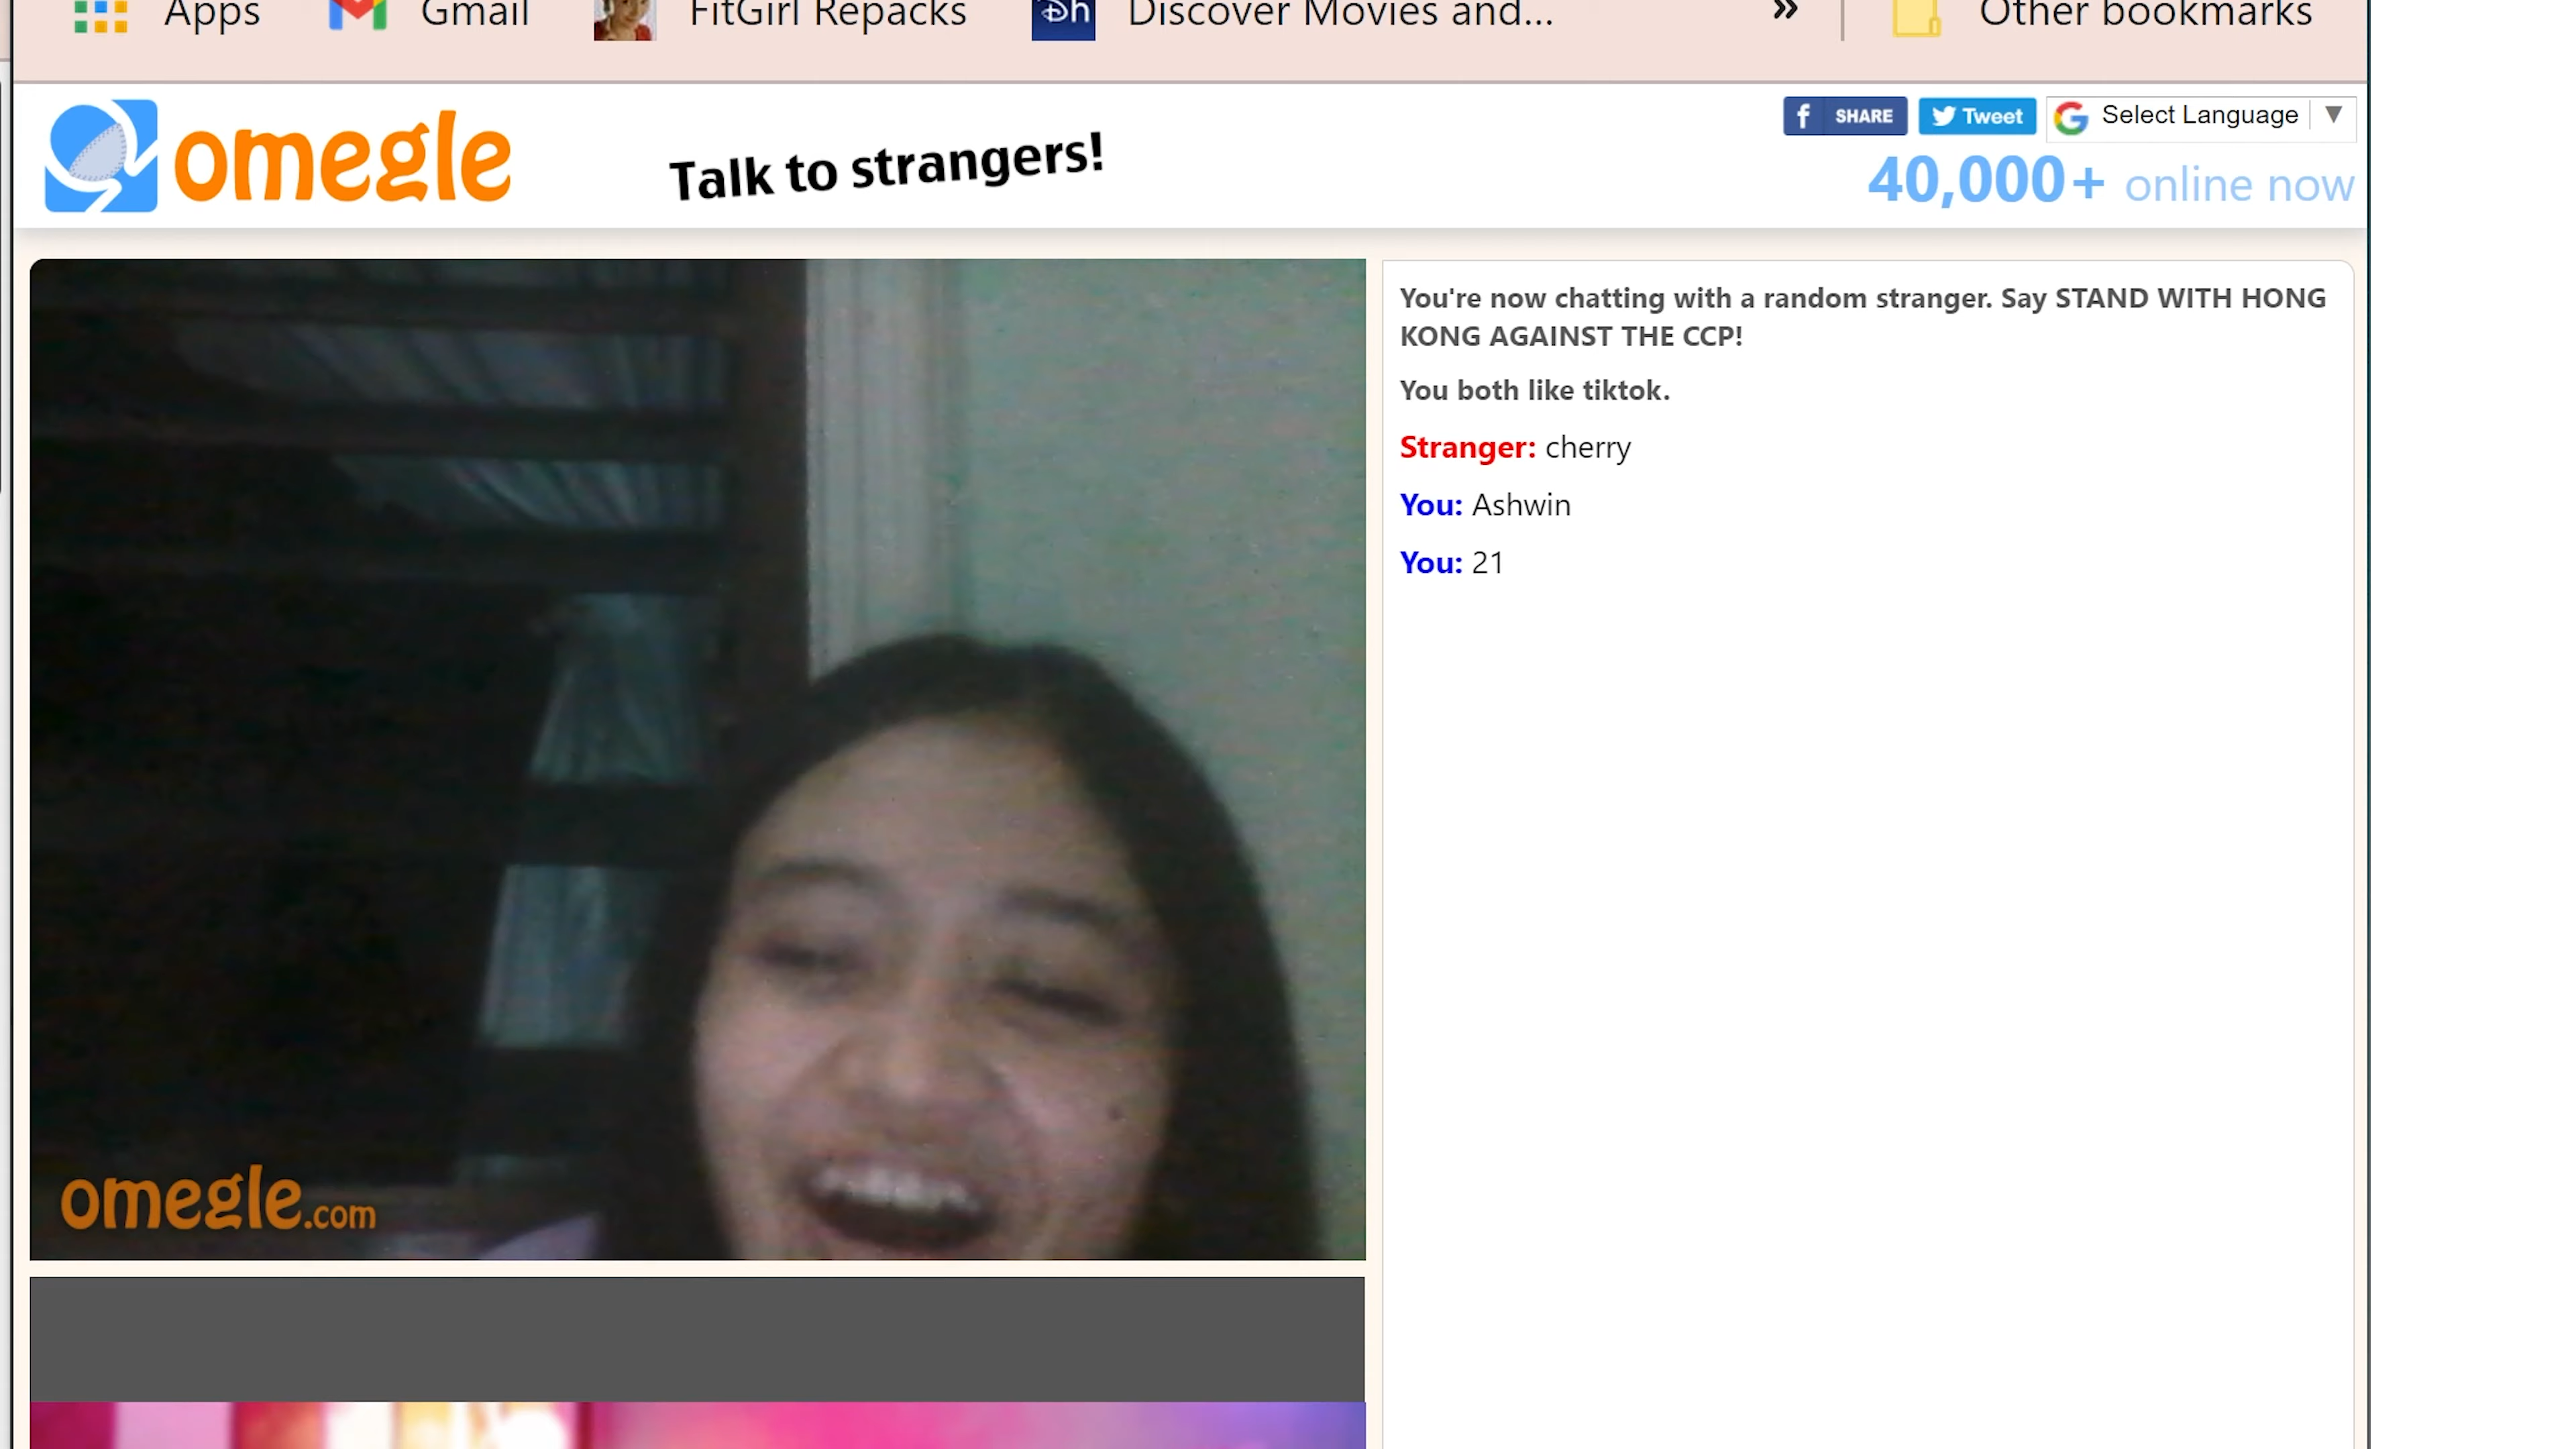 Apps
Gmail
FitGirl Repacks
Dh
Discover Movies and...
»
Other bookmarks
omegle
Talk to strangers!
f SHARE
Tweet
G Select Language ▼
40,000+ online now
You're now chatting with a random stranger. Say STAND WITH HONG
KONG AGAINST THE CCP!
You both like tiktok.
Stranger: cherry
You: Ashwin
You: 21
omegle.com